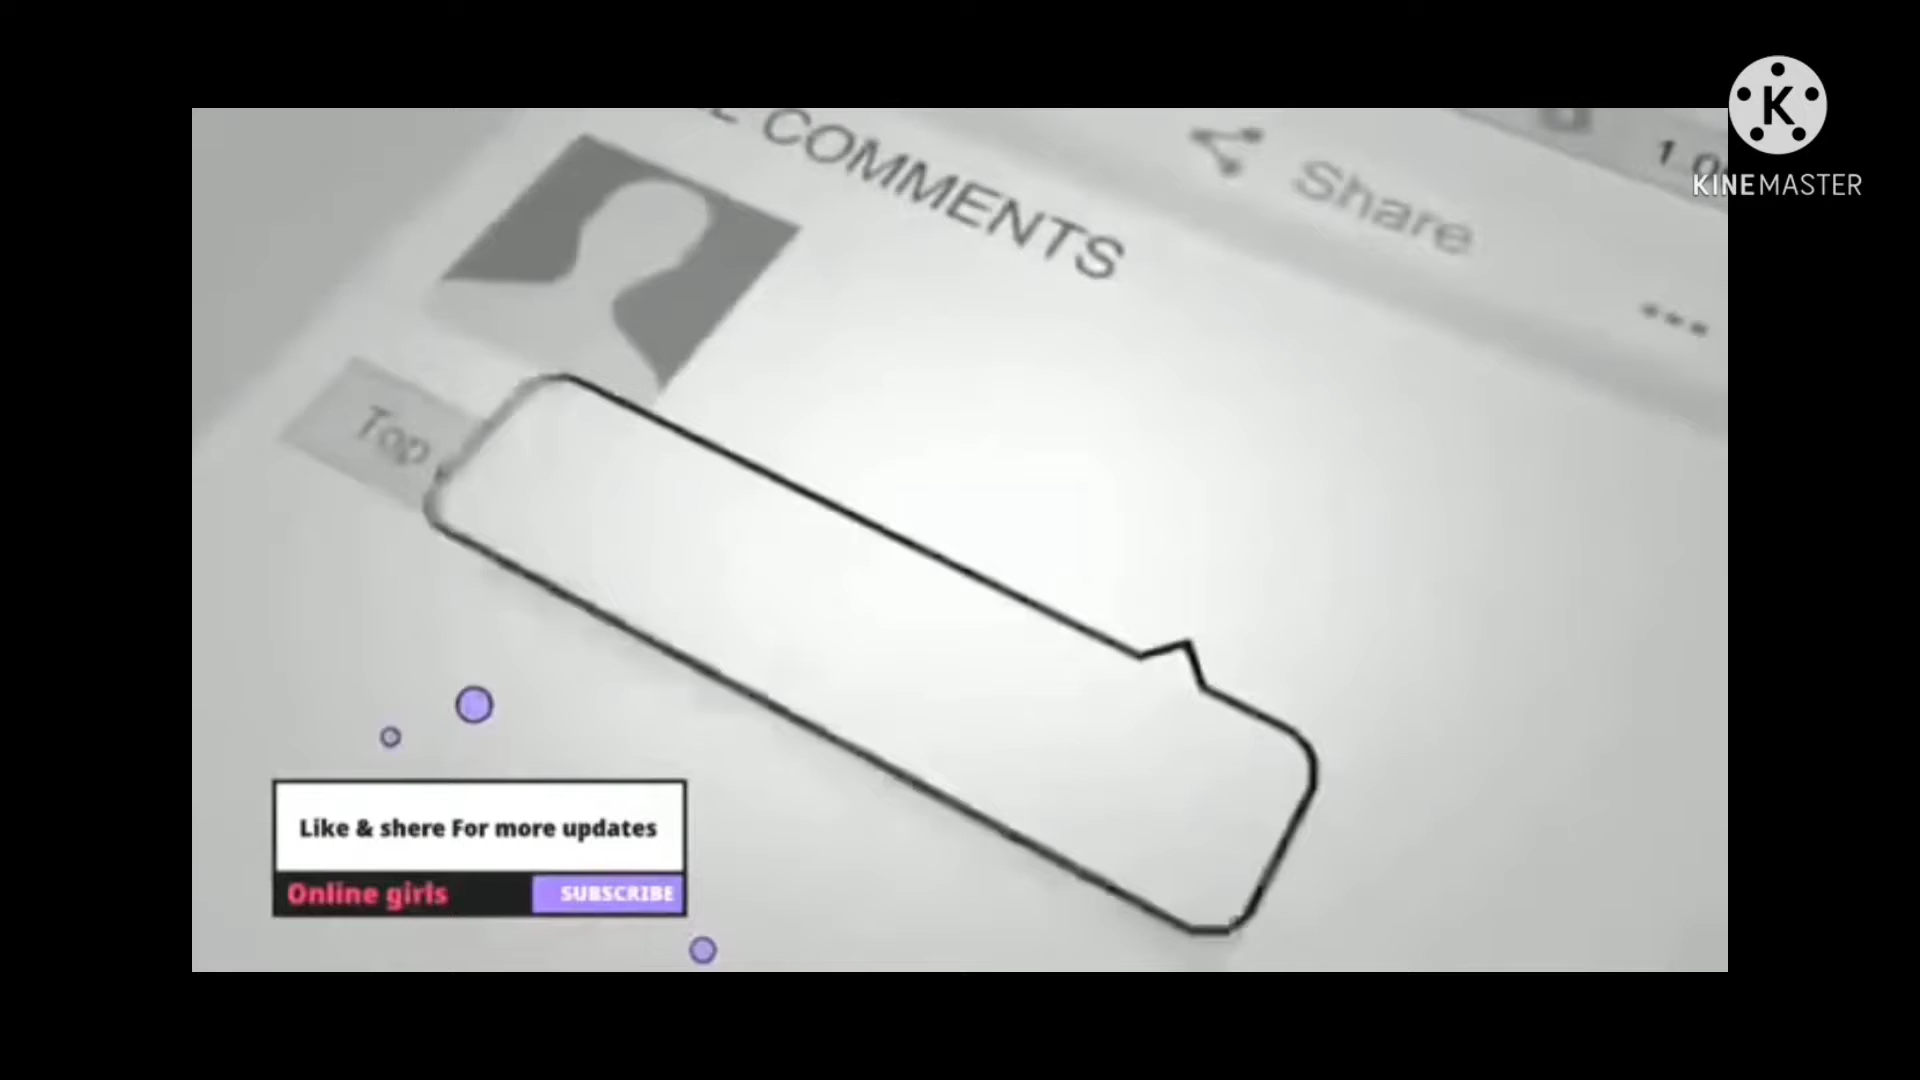 COMMENTS
Share
KINEMASTER
Top
Like & shere For more updates
Online girls
SUBSCRIBE